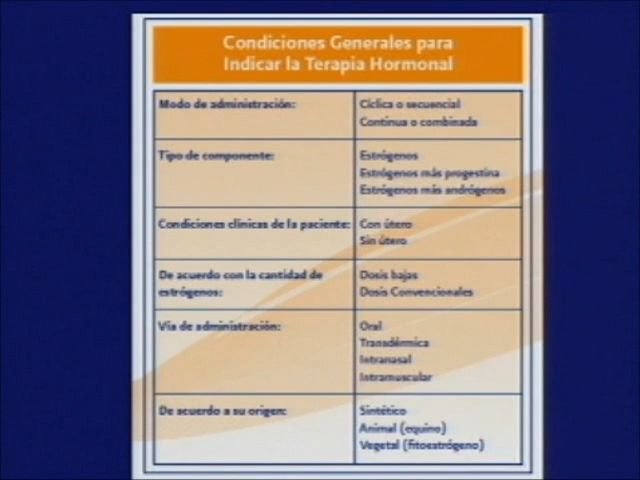 Condiciones Generales para
Indicar la Terapia Hormonal
Modo de administración:
Cíclica o secuencial
Continua o combinada
Tipo de componente:
Estrógenos
Estrógenos más progestina
Estrógenos más andrógenos
Condiciones clínicas de la paciente:
Con útero
Sin útero
De acuerdo con la cantidad de
estrógenos:
Dosis bajas
Dosis Convencionales
Vía de administración:
Oral
Transdérmica
Intranasal
Intramuscular
De acuerdo a su origen:
Sintético
Animal (equino)
Vegetal (fitoestrógeno)